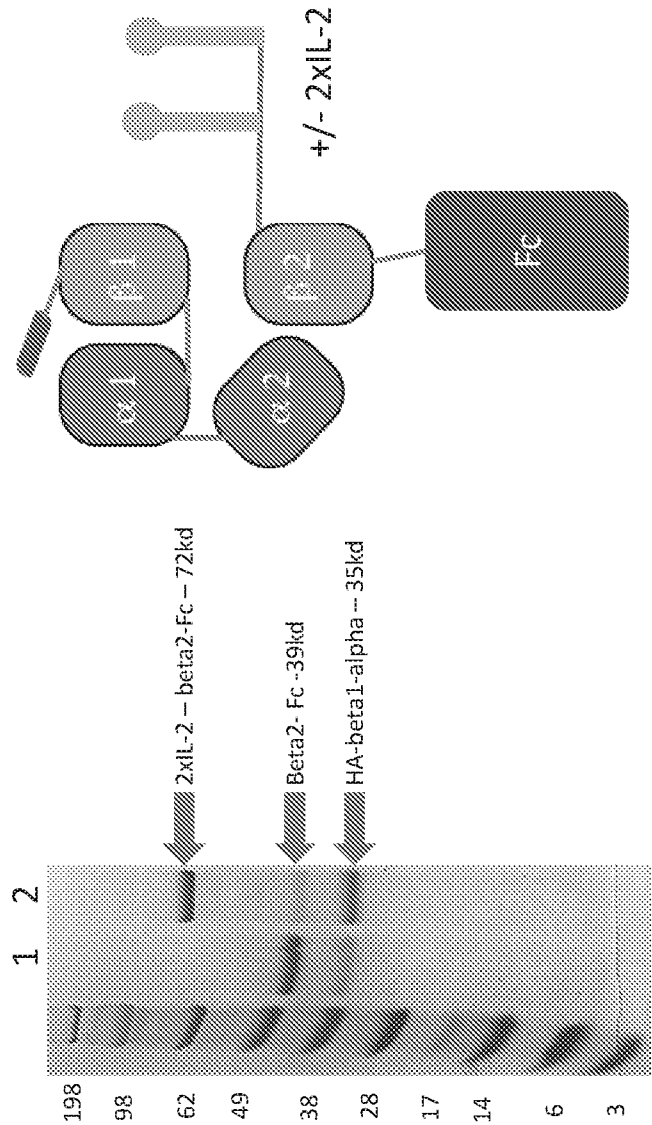 1 2
198
98
62
49
38
28
17
14
6
3
2xIL-2 – beta2-Fc – 72kd
Beta2- Fc -39kd
HA-beta1-alpha – 35kd
α 1
β 1
α 2
β 2
+/- 2xIL-2
Fc